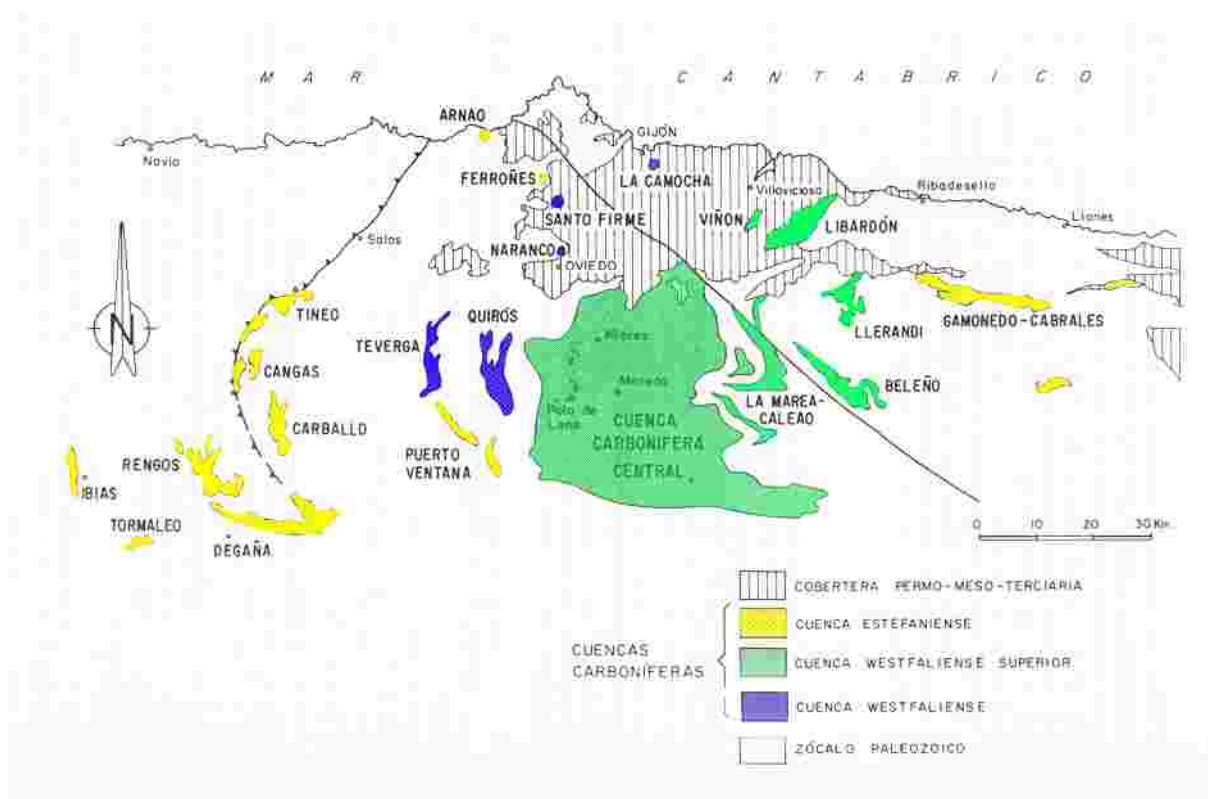 MAR CANTABRICO
ARNAO
GIJÓN
Navia
FERROÑES
LA CAMOCHA
Villaviciosa
Ribadesella
SANTO FIRME
VIÑON
LIBARDÓN
Llanes
Salas
NARANCO
OVIEDO
TINEO
QUIRÓS
N
TEVERGA
Mieres
LLERANDI
GAMONEDO-CABRALES
CANGAS
BELEÑO
Pola de
Lena
LA MAREA-
CALEAO
CARBALLO
CUENCA
CARBONÍFERA
CENTRAL
PUERTO
VENTANA
RENGOS
IBIAS
TORMALEO
DEGAÑA
0 10 20 30 Km.
COBERTERA PERMO-MESO-TERCIARIA
CUENCAS
CARBONÍFERAS
CUENCA ESTEFANIENSE
CUENCA WESTFALIENSE SUPERIOR
CUENCA WESTFALIENSE
ZÓCALO PALEOZOICO